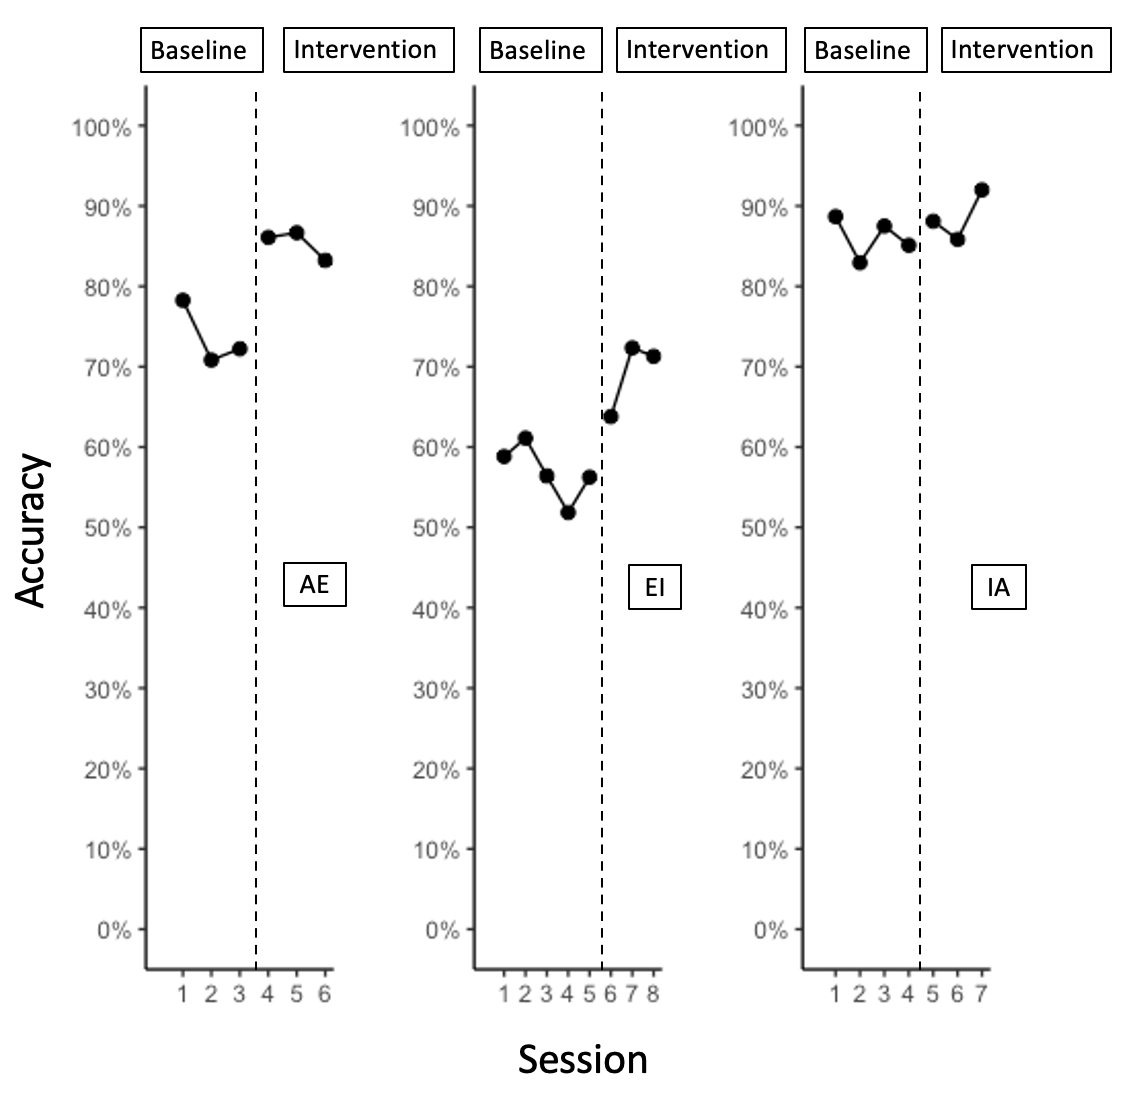 Baseline Intervention Baseline Intervention Baseline Intervention
100% 100% 100%
90% 90% 90%
80% 80% 80%
70% 70% 70%
60% 60% 60%
50% 50% 50%
AE EI IA
40% 40% 40%
30% 30% 30%
20% 20% 20%
10% 10% 10%
0% 0% 0%
1 2 3 4 5 6 1 2 3 4 5 6 7 8 1 2 3 4 5 6 7
Accuracy
Session